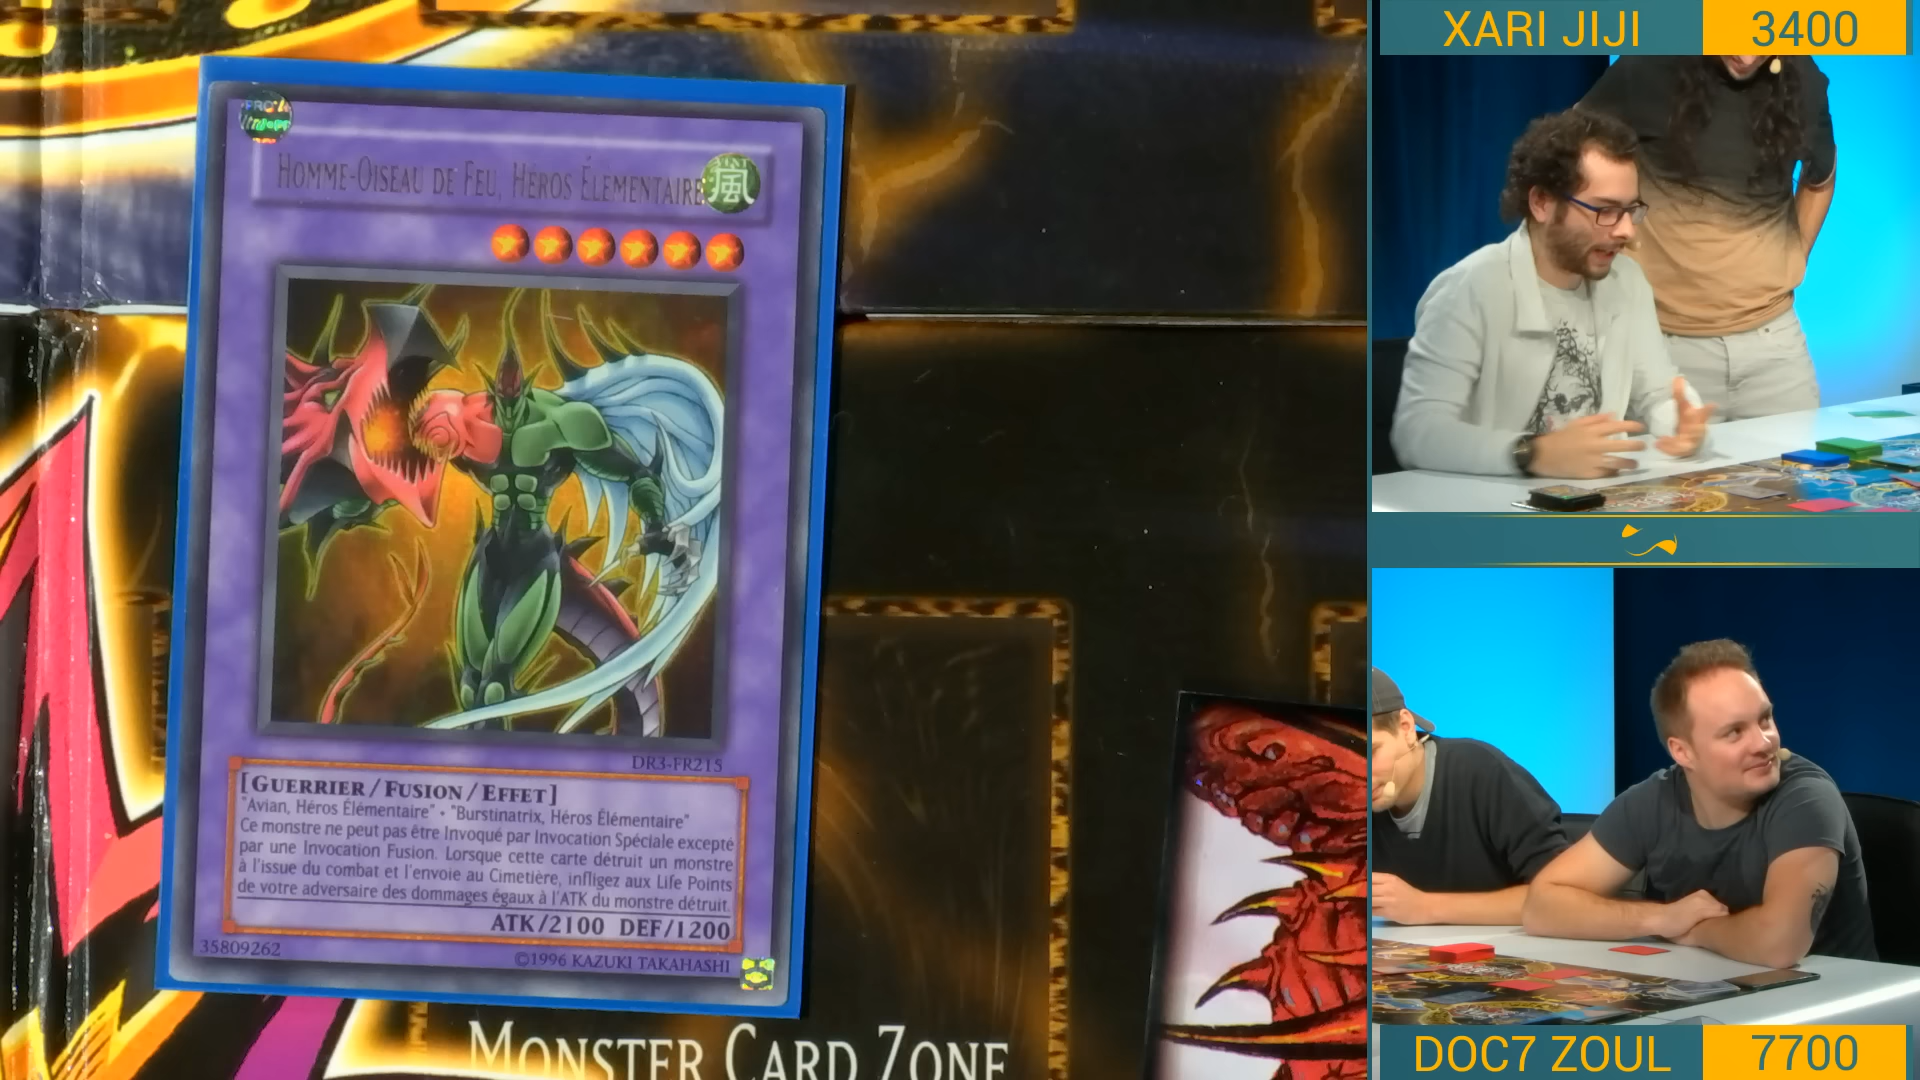 XARI JIJI 3400
HOMME-OISEAU DE FEU, HÉROS ÉLÉMENTAIRE
DR3-FR215
[GUERRIER/FUSION/EFFET]
"Avian, Héros Élémentaire" • "Burstinatrix, Héros Élémentaire"
Ce monstre ne peut pas être Invoqué par Invocation Spéciale excepté
par une Invocation Fusion. Lorsque cette carte détruit un monstre
à l'issue du combat et l'envoie au Cimetière, infligez aux Life Points
de votre adversaire des dommages égaux à l'ATK du monstre détruit.
ATK/2100 DEF/1200
35809262
©1996 KAZUKI TAKAHASHI
MONSTER CARD ZONE
DOC7 ZOUL 7700